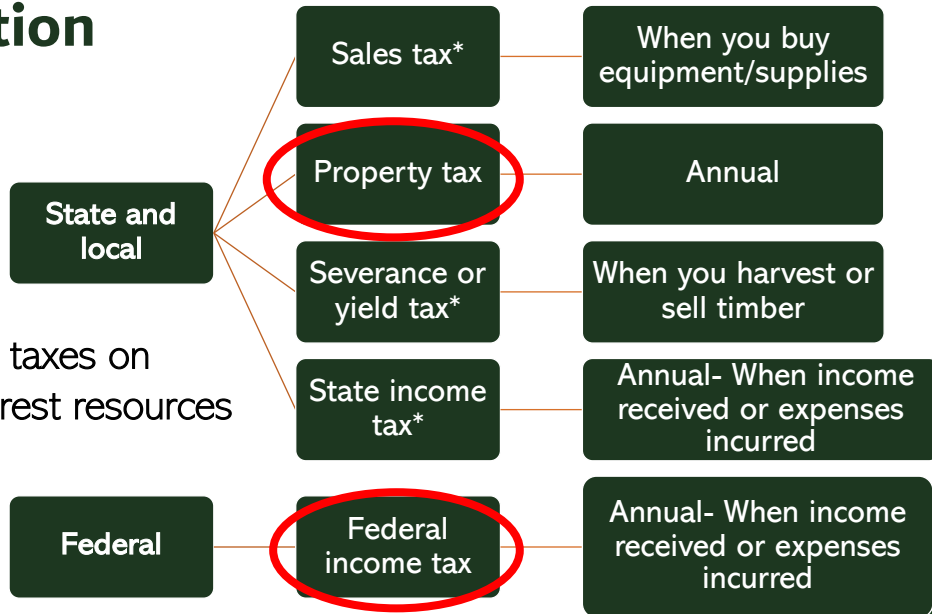 tion
Sales tax*
When you buy
equipment/supplies
Property tax
Annual
State and
local
Severance or
yield tax*
When you harvest or
sell timber
taxes on
rest resources
State income
tax*
Annual- When income
received or expenses
incurred
Federal
Federal
income tax
Annual- When income
received or expenses
incurred